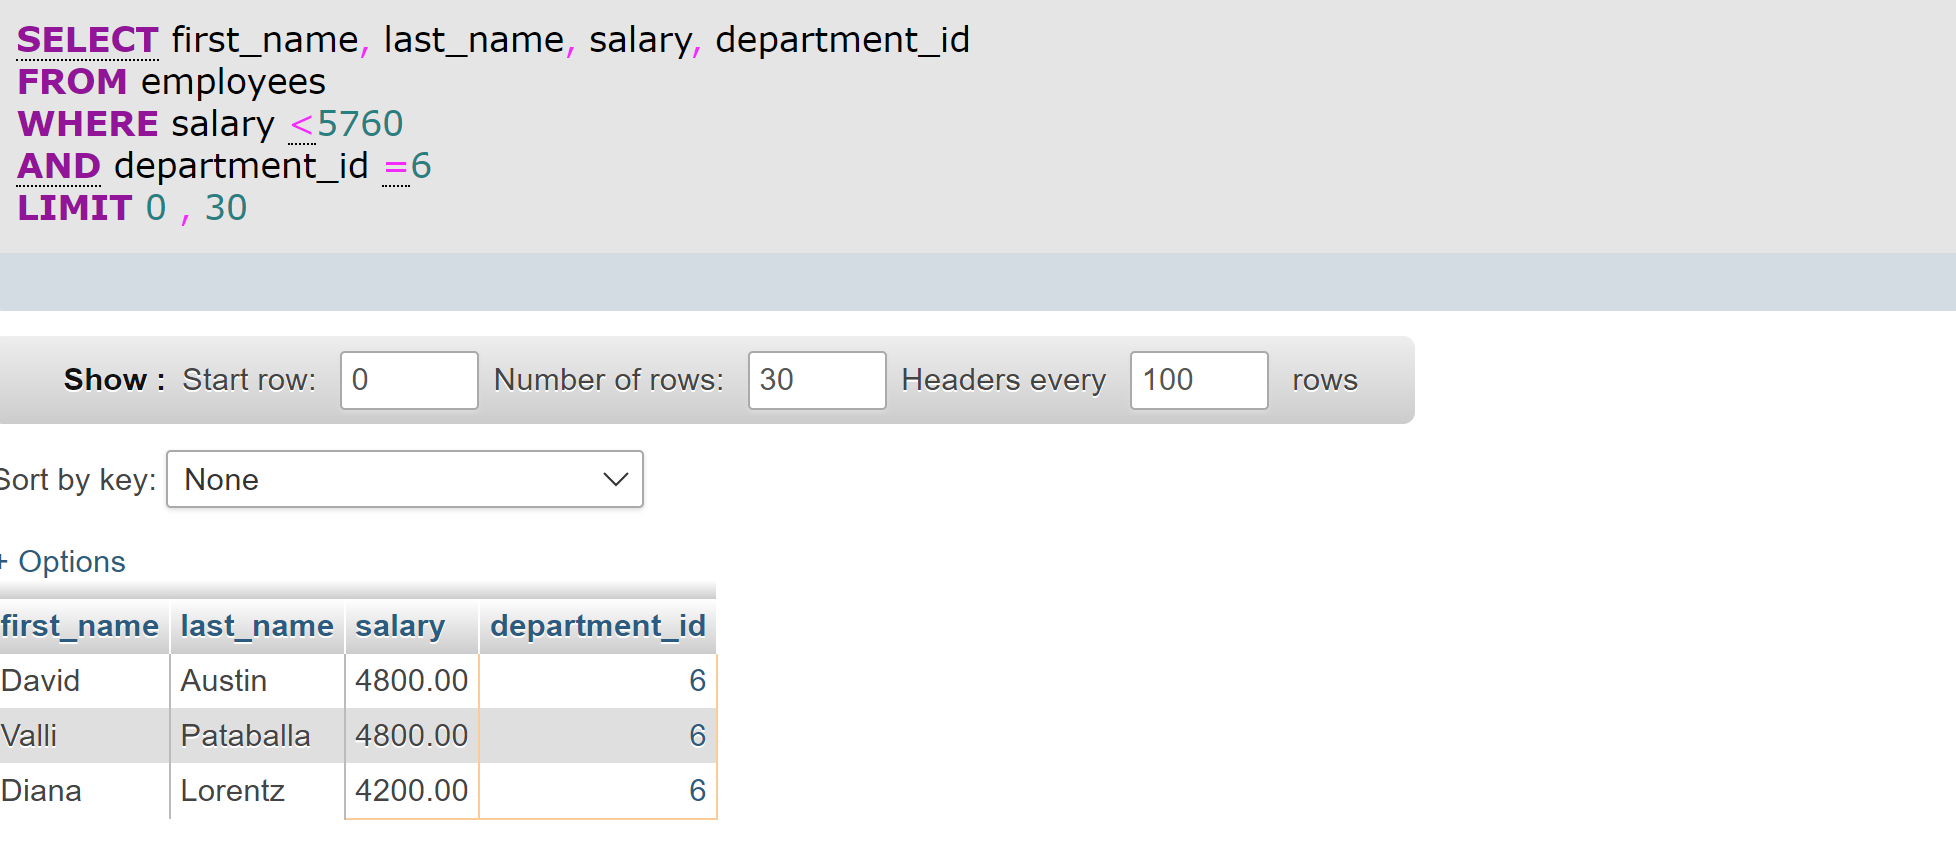 SELECT first_name, last_name, salary, department_id
FROM employees
WHERE salary <5760
AND department_id =6
LIMIT 0 , 30
Show : Start row: 0 Number of rows: 30 Headers every 100 rows
Sort by key: None
+ Options
first_name last_name salary department_id
David Austin 4800.00 6
Valli Pataballa 4800.00 6
Diana Lorentz 4200.00 6